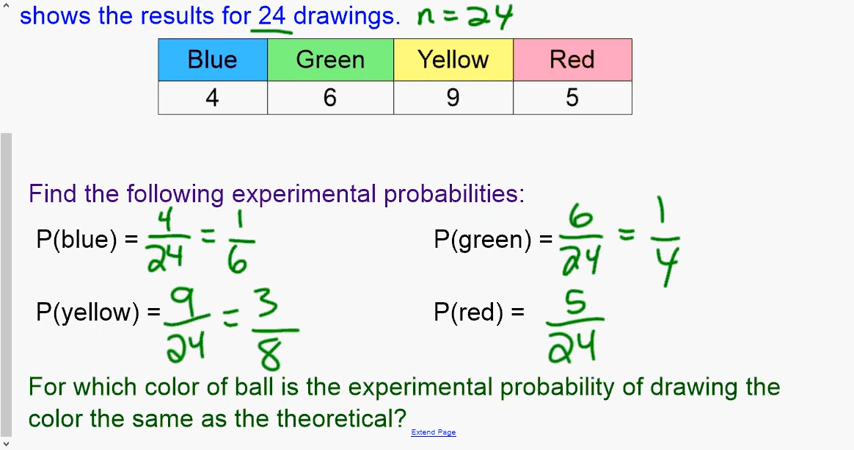 shows the results for 24 drawings. n = 24
Blue Green Yellow Red
4 6 9 5
Find the following experimental probabilities:
P(blue) = 4/24 = 1/6 P(green) = 6/24 = 1/4
P(yellow) = 9/24 = 3/8 P(red) = 5/24
For which color of ball is the experimental probability of drawing the
color the same as the theoretical?
Extend Page